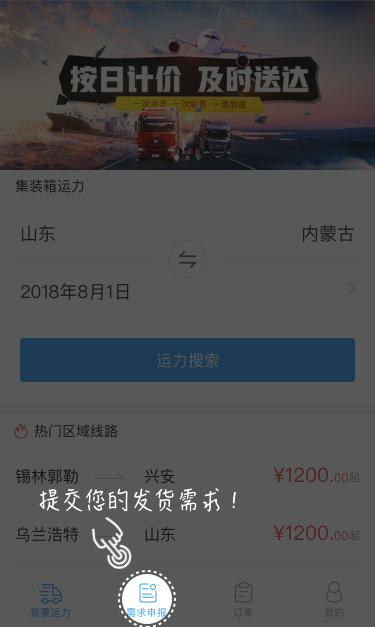 按日计价 及时送达
一次点击 一次收费 一票到底
集装箱运力
山东 内蒙古
2018年8月1日
运力搜索
热门区域线路
锡林郭勒 兴安 ¥1200.00起
提交您的发货需求！
乌兰浩特 山东 ¥1200.00起
我要运力 需求申报 订单 我的